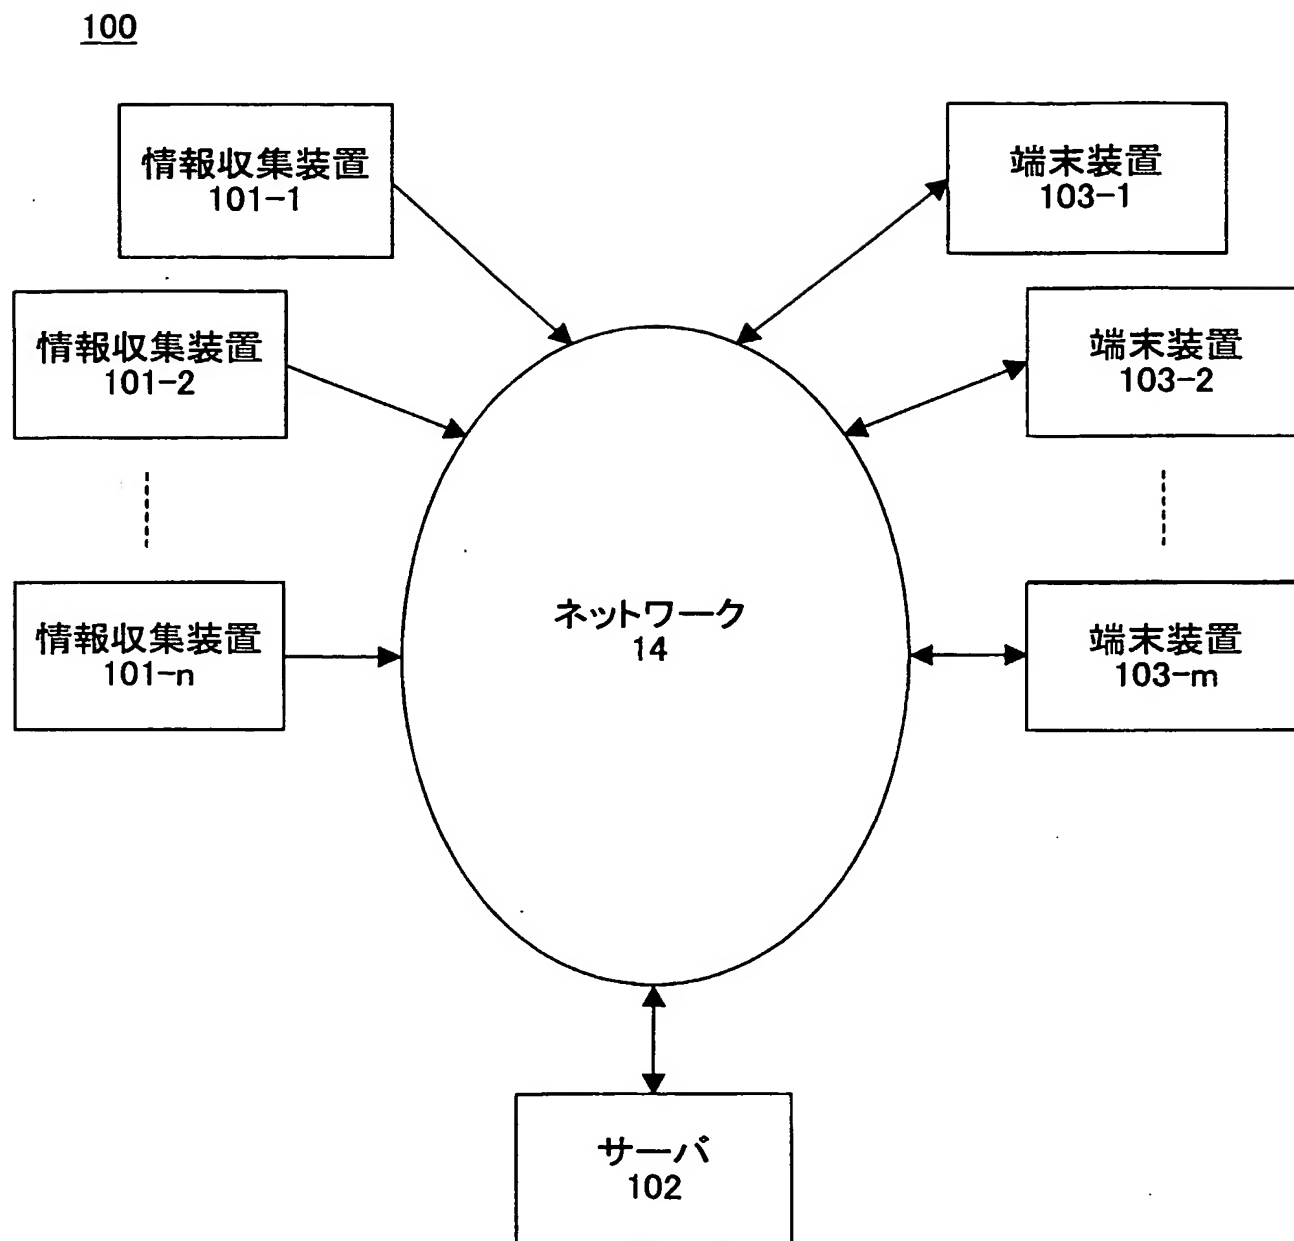 100
情報収集装置
101-1
端末装置
103-1
情報収集装置
101-2
端末装置
103-2
情報収集装置
101-n
ネットワーク
14
端末装置
103-m
サーバ
102